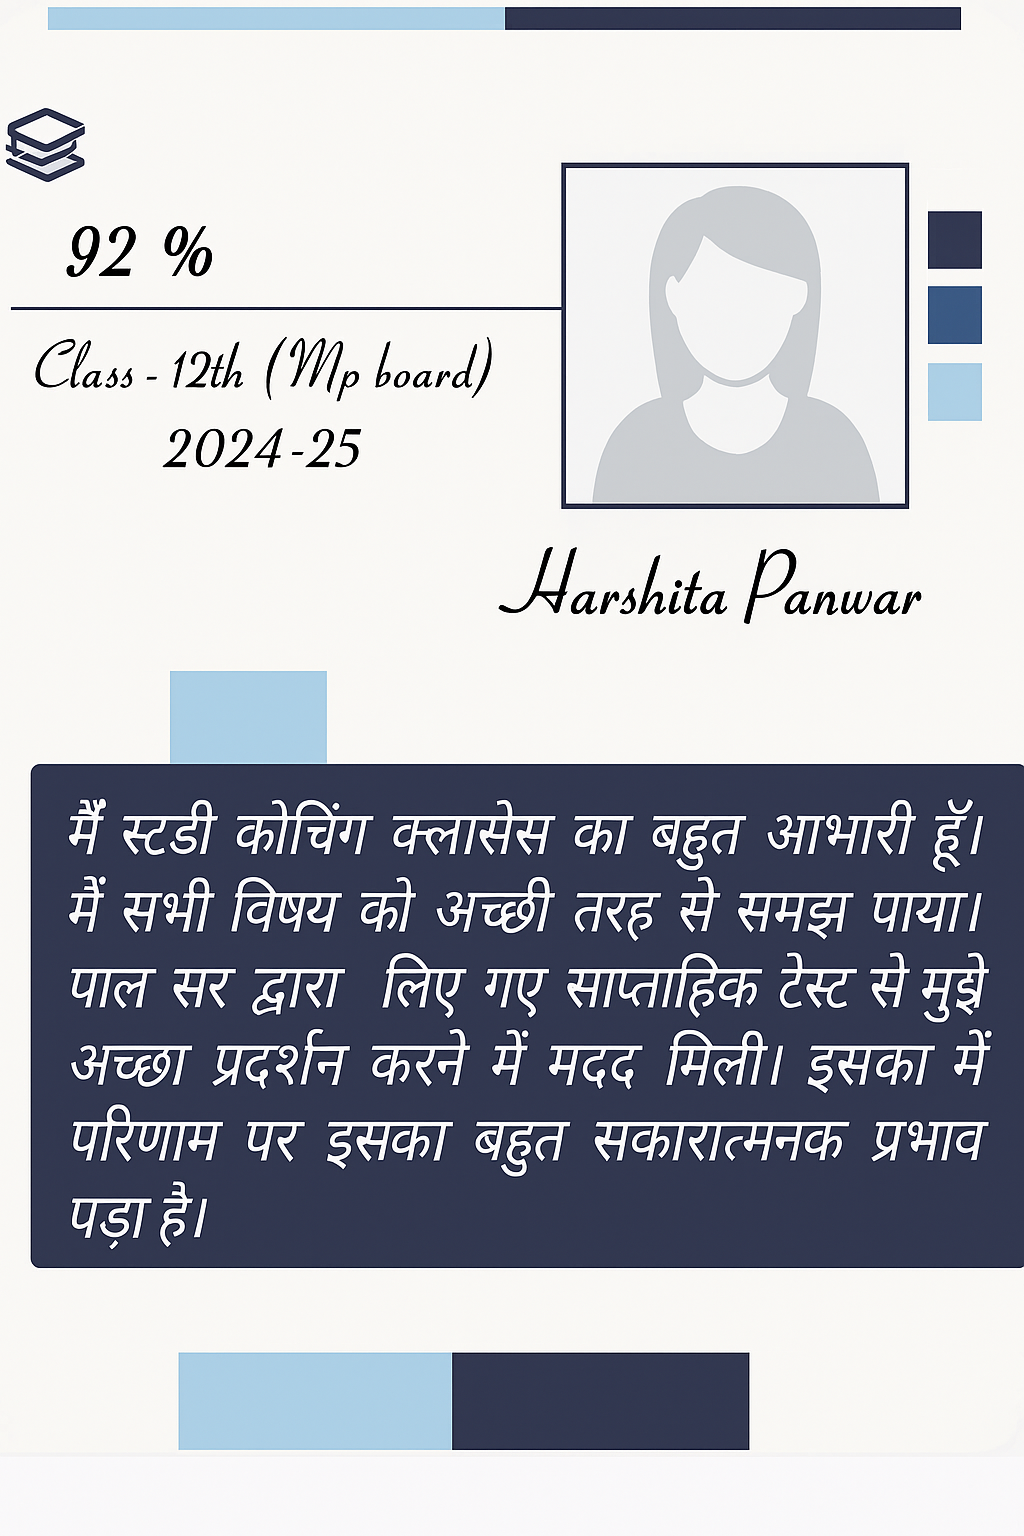 92 %
Class - 12th (Mp board)
2024-25
Harshita Panwar
मैं स्टडी कोचिंग क्लासेस का बहुत आभारी हूॅ।
मैं सभी विषय को अच्छी तरह से समझ पाया।
पाल सर द्वारा लिए गए साप्ताहिक टेस्ट से मुझे
अच्छा प्रदर्शन करने में मदद मिली। इसका में
परिणाम पर इसका बहुत सकारात्मनक प्रभाव
पड़ा है।